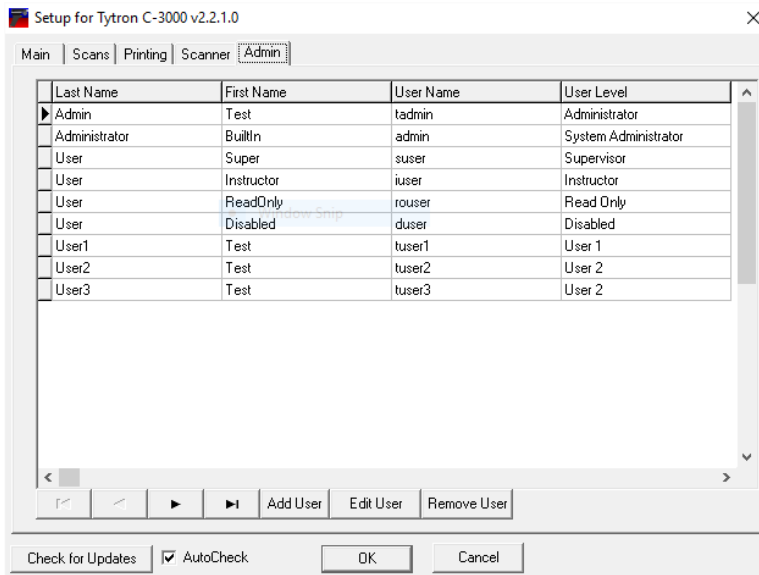 Setup for Tytron C-3000 v2.2.1.0
Main Scans Printing Scanner Admin
Last Name First Name User Name User Level
Admin Test tadmin Administrator
Administrator BuiltIn admin System Administrator
User Super suser Supervisor
User Instructor iuser Instructor
User ReadOnly rouser Read Only
Window Snip
User Disabled duser Disabled
User1 Test tuser1 User 1
User2 Test tuser2 User 2
User3 Test tuser3 User 2
Add User Edit User Remove User
Check for Updates AutoCheck OK Cancel